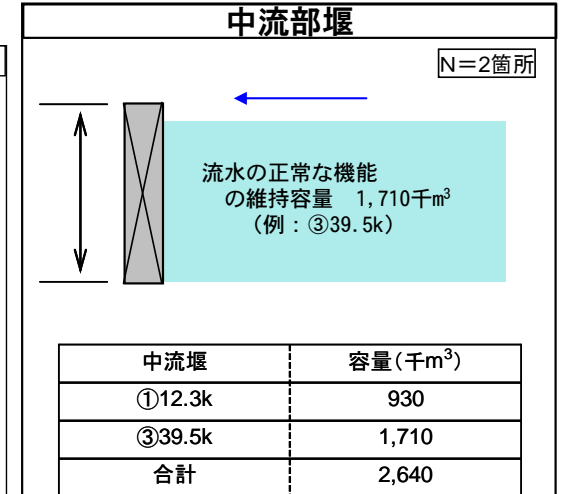 中流部堰
N=2箇所
流水の正常な機能
の維持容量 1,710千m³
(例:③39.5k)
中流堰 容量(千m³)
①12.3k 930
③39.5k 1,710
合計 2,640